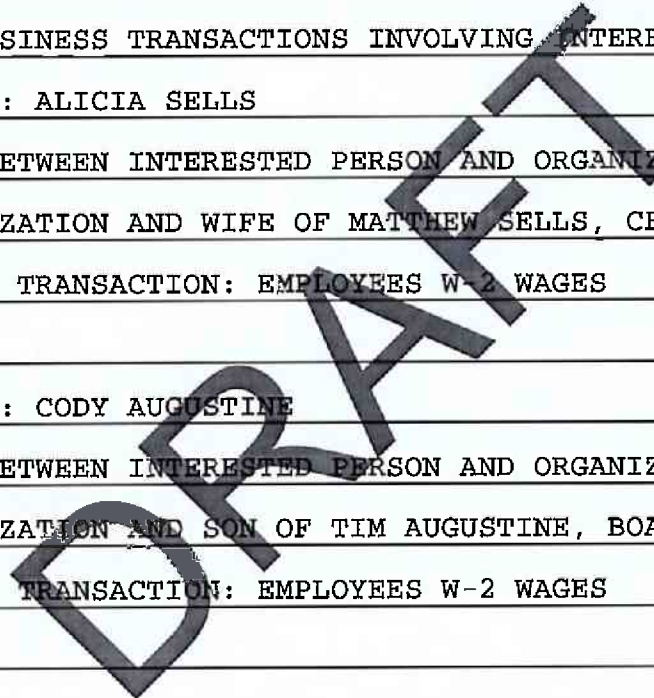 SINESS TRANSACTIONS INVOLVING INTERE
: ALICIA SELLS
ETWEEN INTERESTED PERSON AND ORGANIZ
ZATION AND WIFE OF MATTHEW SELLS, CE
TRANSACTION: EMPLOYEES W-2 WAGES
: CODY AUGUSTINE
ETWEEN INTERESTED PERSON AND ORGANIZ
ZATION AND SON OF TIM AUGUSTINE, BOA
TRANSACTION: EMPLOYEES W-2 WAGES
DRAFT